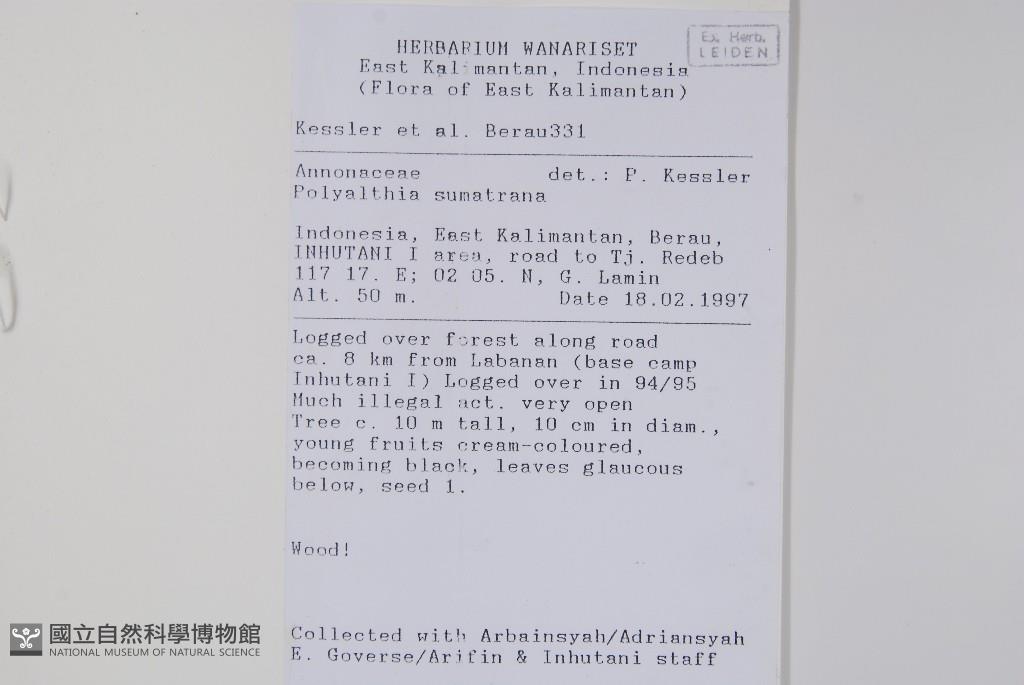 Ex. Herb.
LEIDEN
HERBARIUM WANARISET
East Kalimantan, Indonesia
(Flora of East Kalimantan)
Kessler et al. Berau331
Annonaceae det.: P. Kessler
Polyalthia sumatrana
Indonesia, East Kalimantan, Berau,
INHUTANI I area, road to Tj. Redeb
117 17. E; 02 05. N, G. Lamin
Alt. 50 m. Date 18.02.1997
Logged over forest along road
ca. 8 km from Labanan (base camp
Inhutani I) Logged over in 94/95
Much illegal act. very open
Tree c. 10 m tall, 10 cm in diam.,
young fruits cream-coloured,
becoming black, leaves glaucous
below, seed 1.
Wood!
Collected with Arbainsyah/Adriansyah
E. Goverse/Arifin & Inhutani staff
國立自然科學博物館
NATIONAL MUSEUM OF NATURAL SCIENCE